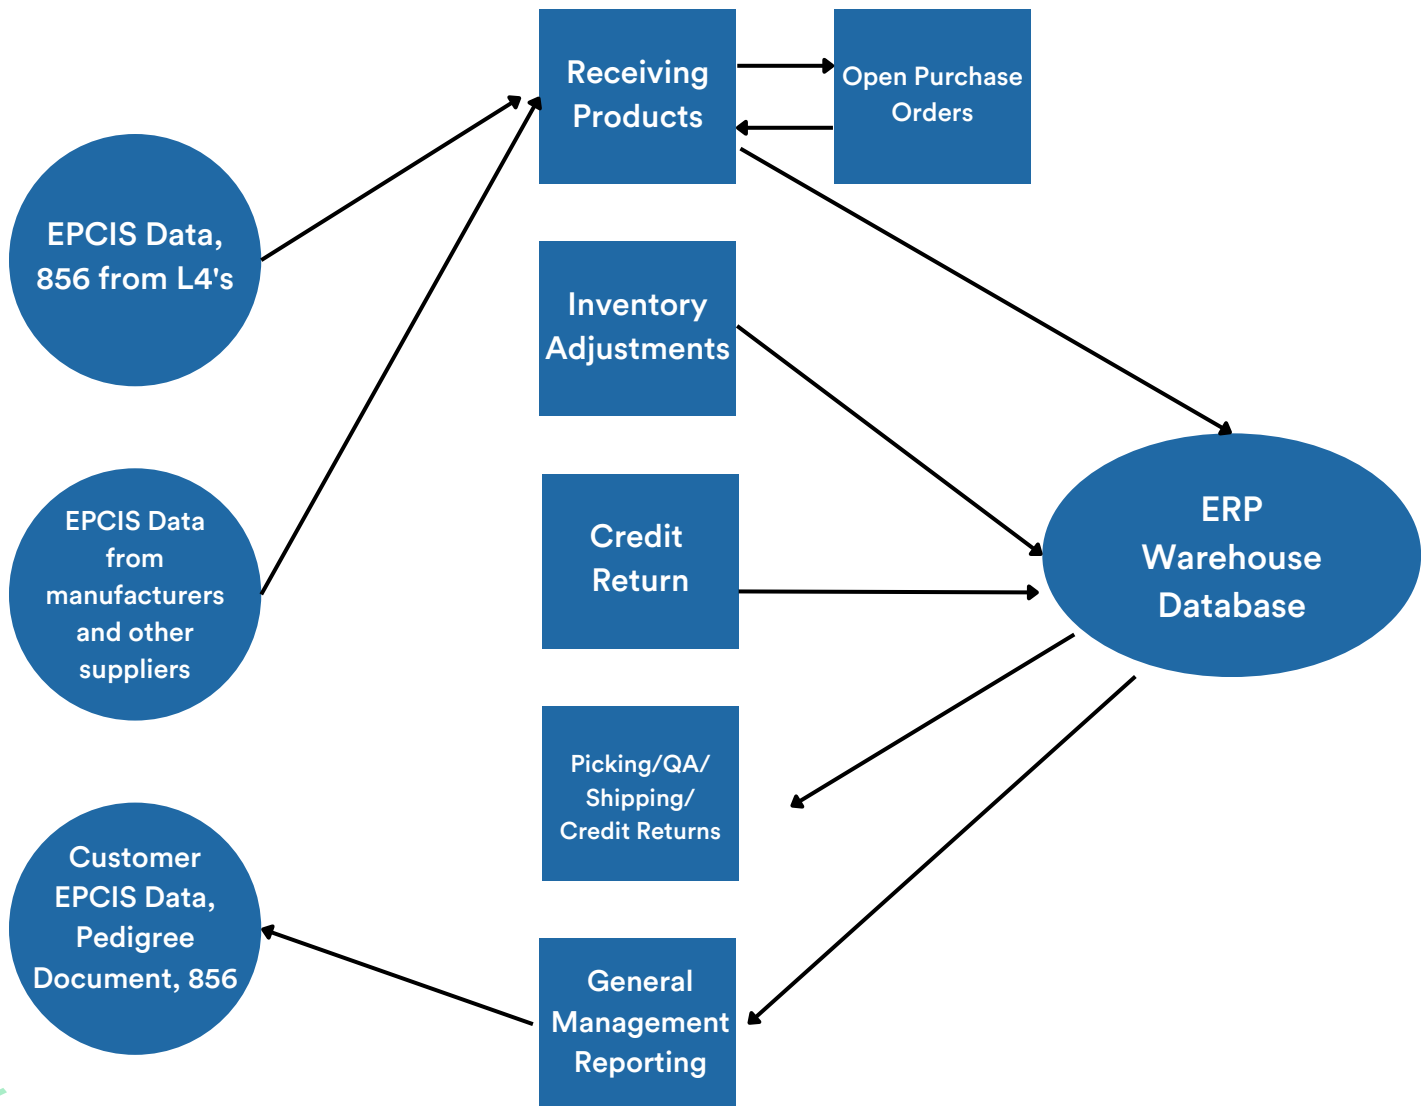 Receiving
Products
Open Purchase
Orders
EPCIS Data,
856 from L4's
Inventory
Adjustments
EPCIS Data
from
manufacturers
and other
suppliers
Credit
Return
ERP
Warehouse
Database
Picking/QA/
Shipping/
Credit Returns
Customer
EPCIS Data,
Pedigree
Document, 856
General
Management
Reporting